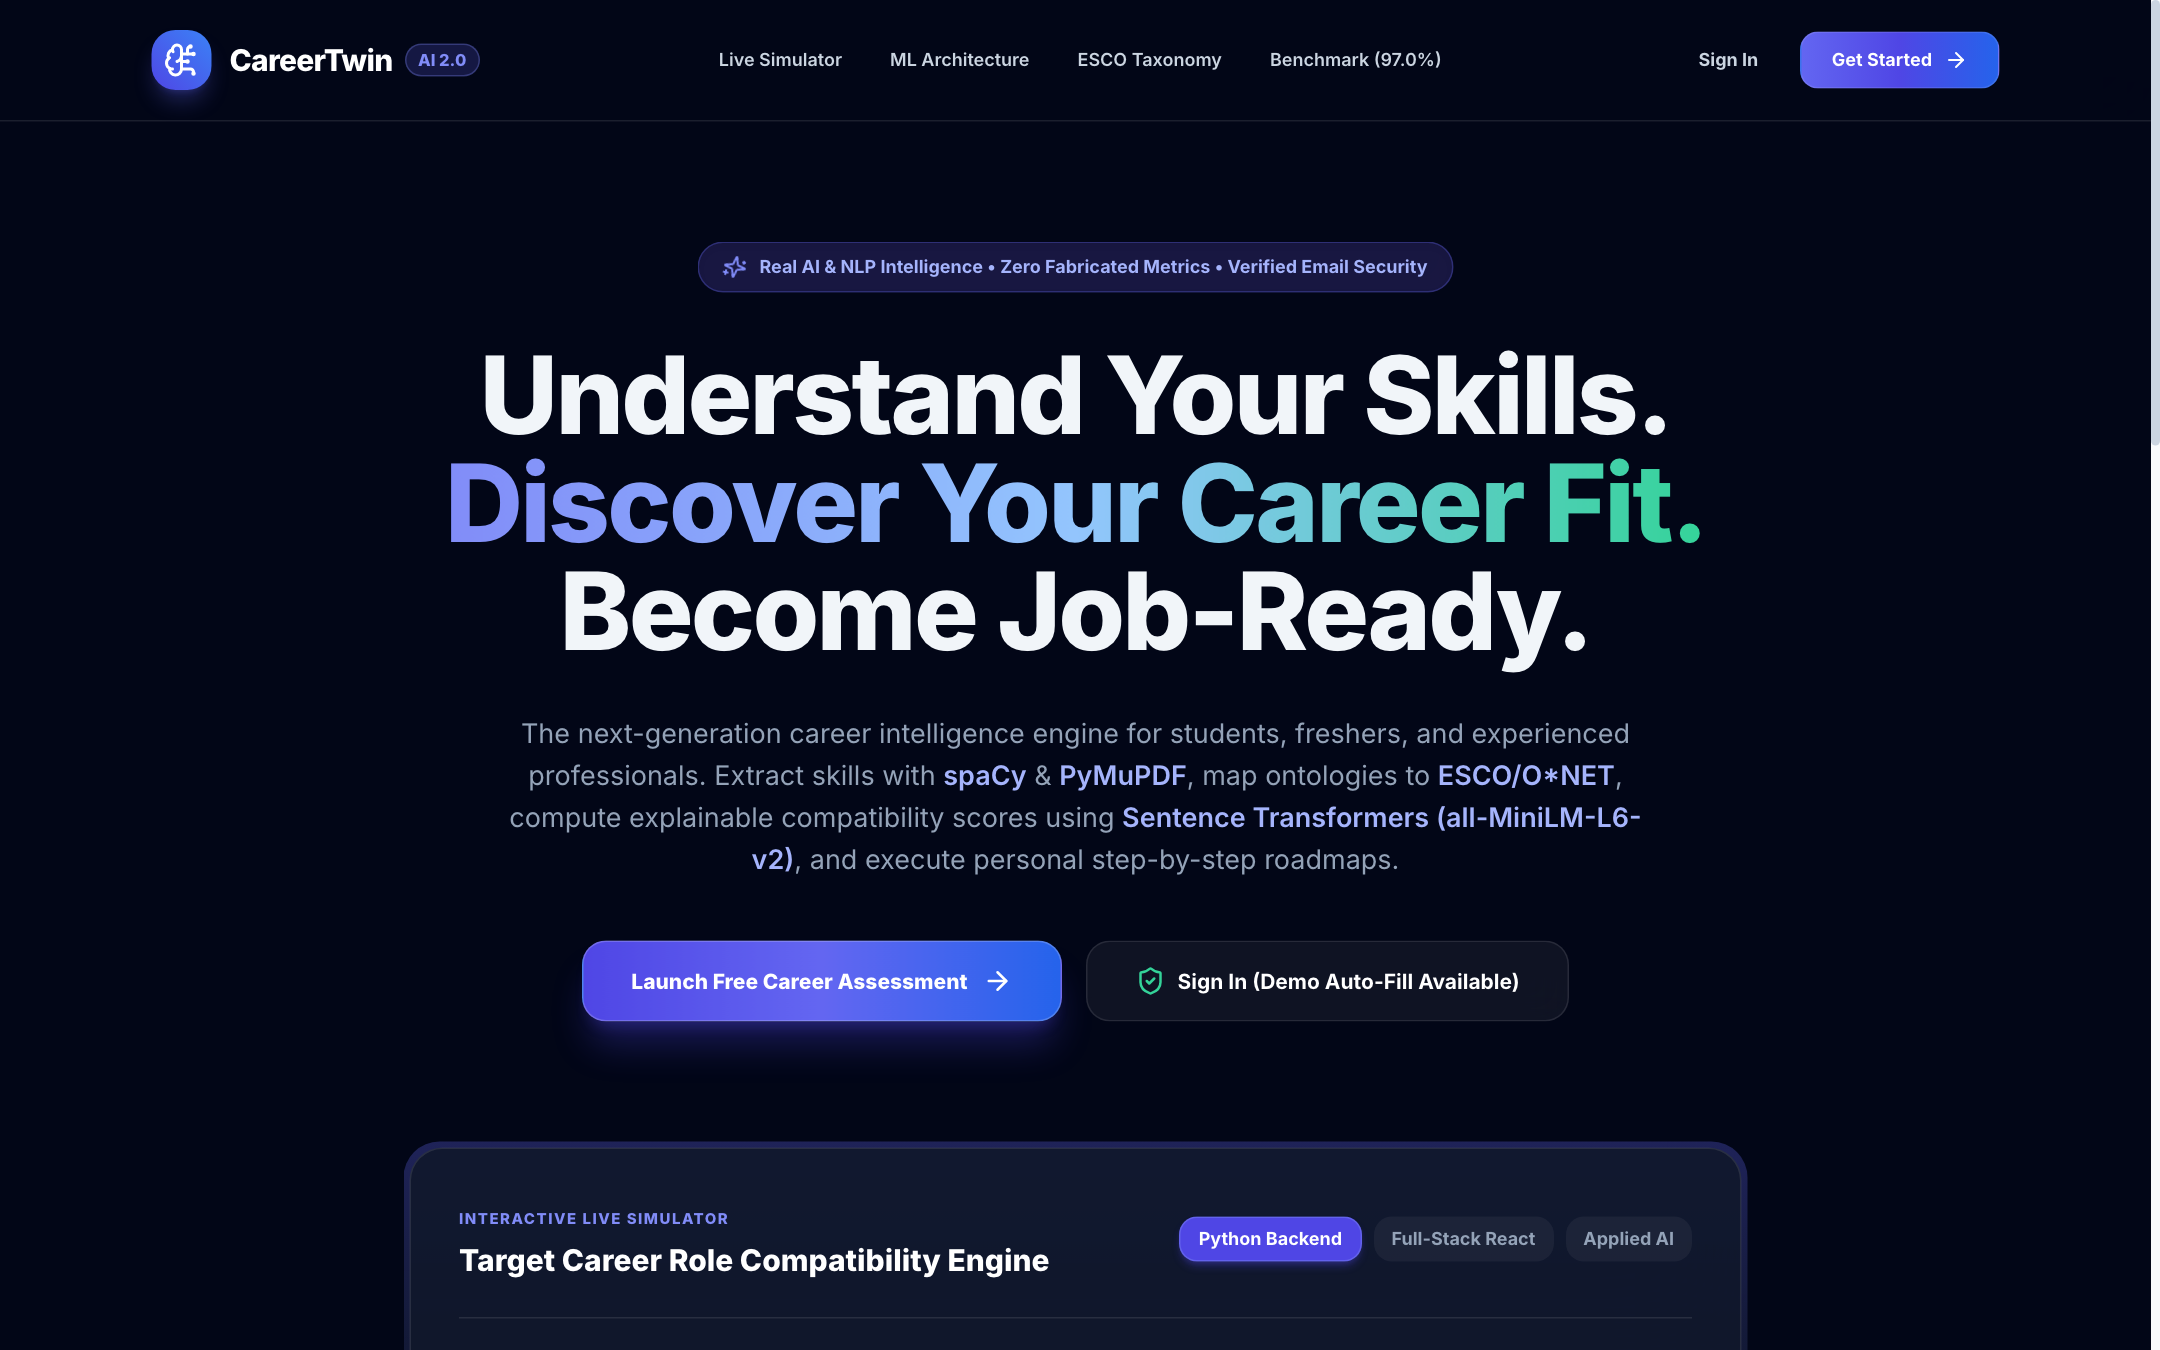 CareerTwin AI 2.0 Live Simulator ML Architecture ESCO Taxonomy Benchmark (97.0%) Sign In Get Started
Real AI & NLP Intelligence • Zero Fabricated Metrics • Verified Email Security
Understand Your Skills.
Discover Your Career Fit.
Become Job-Ready.
The next-generation career intelligence engine for students, freshers, and experienced
professionals. Extract skills with spaCy & PyMuPDF, map ontologies to ESCO/O*NET,
compute explainable compatibility scores using Sentence Transformers (all-MiniLM-L6-
v2), and execute personal step-by-step roadmaps.
Launch Free Career Assessment Sign In (Demo Auto-Fill Available)
INTERACTIVE LIVE SIMULATOR
Target Career Role Compatibility Engine
Python Backend Full-Stack React Applied AI